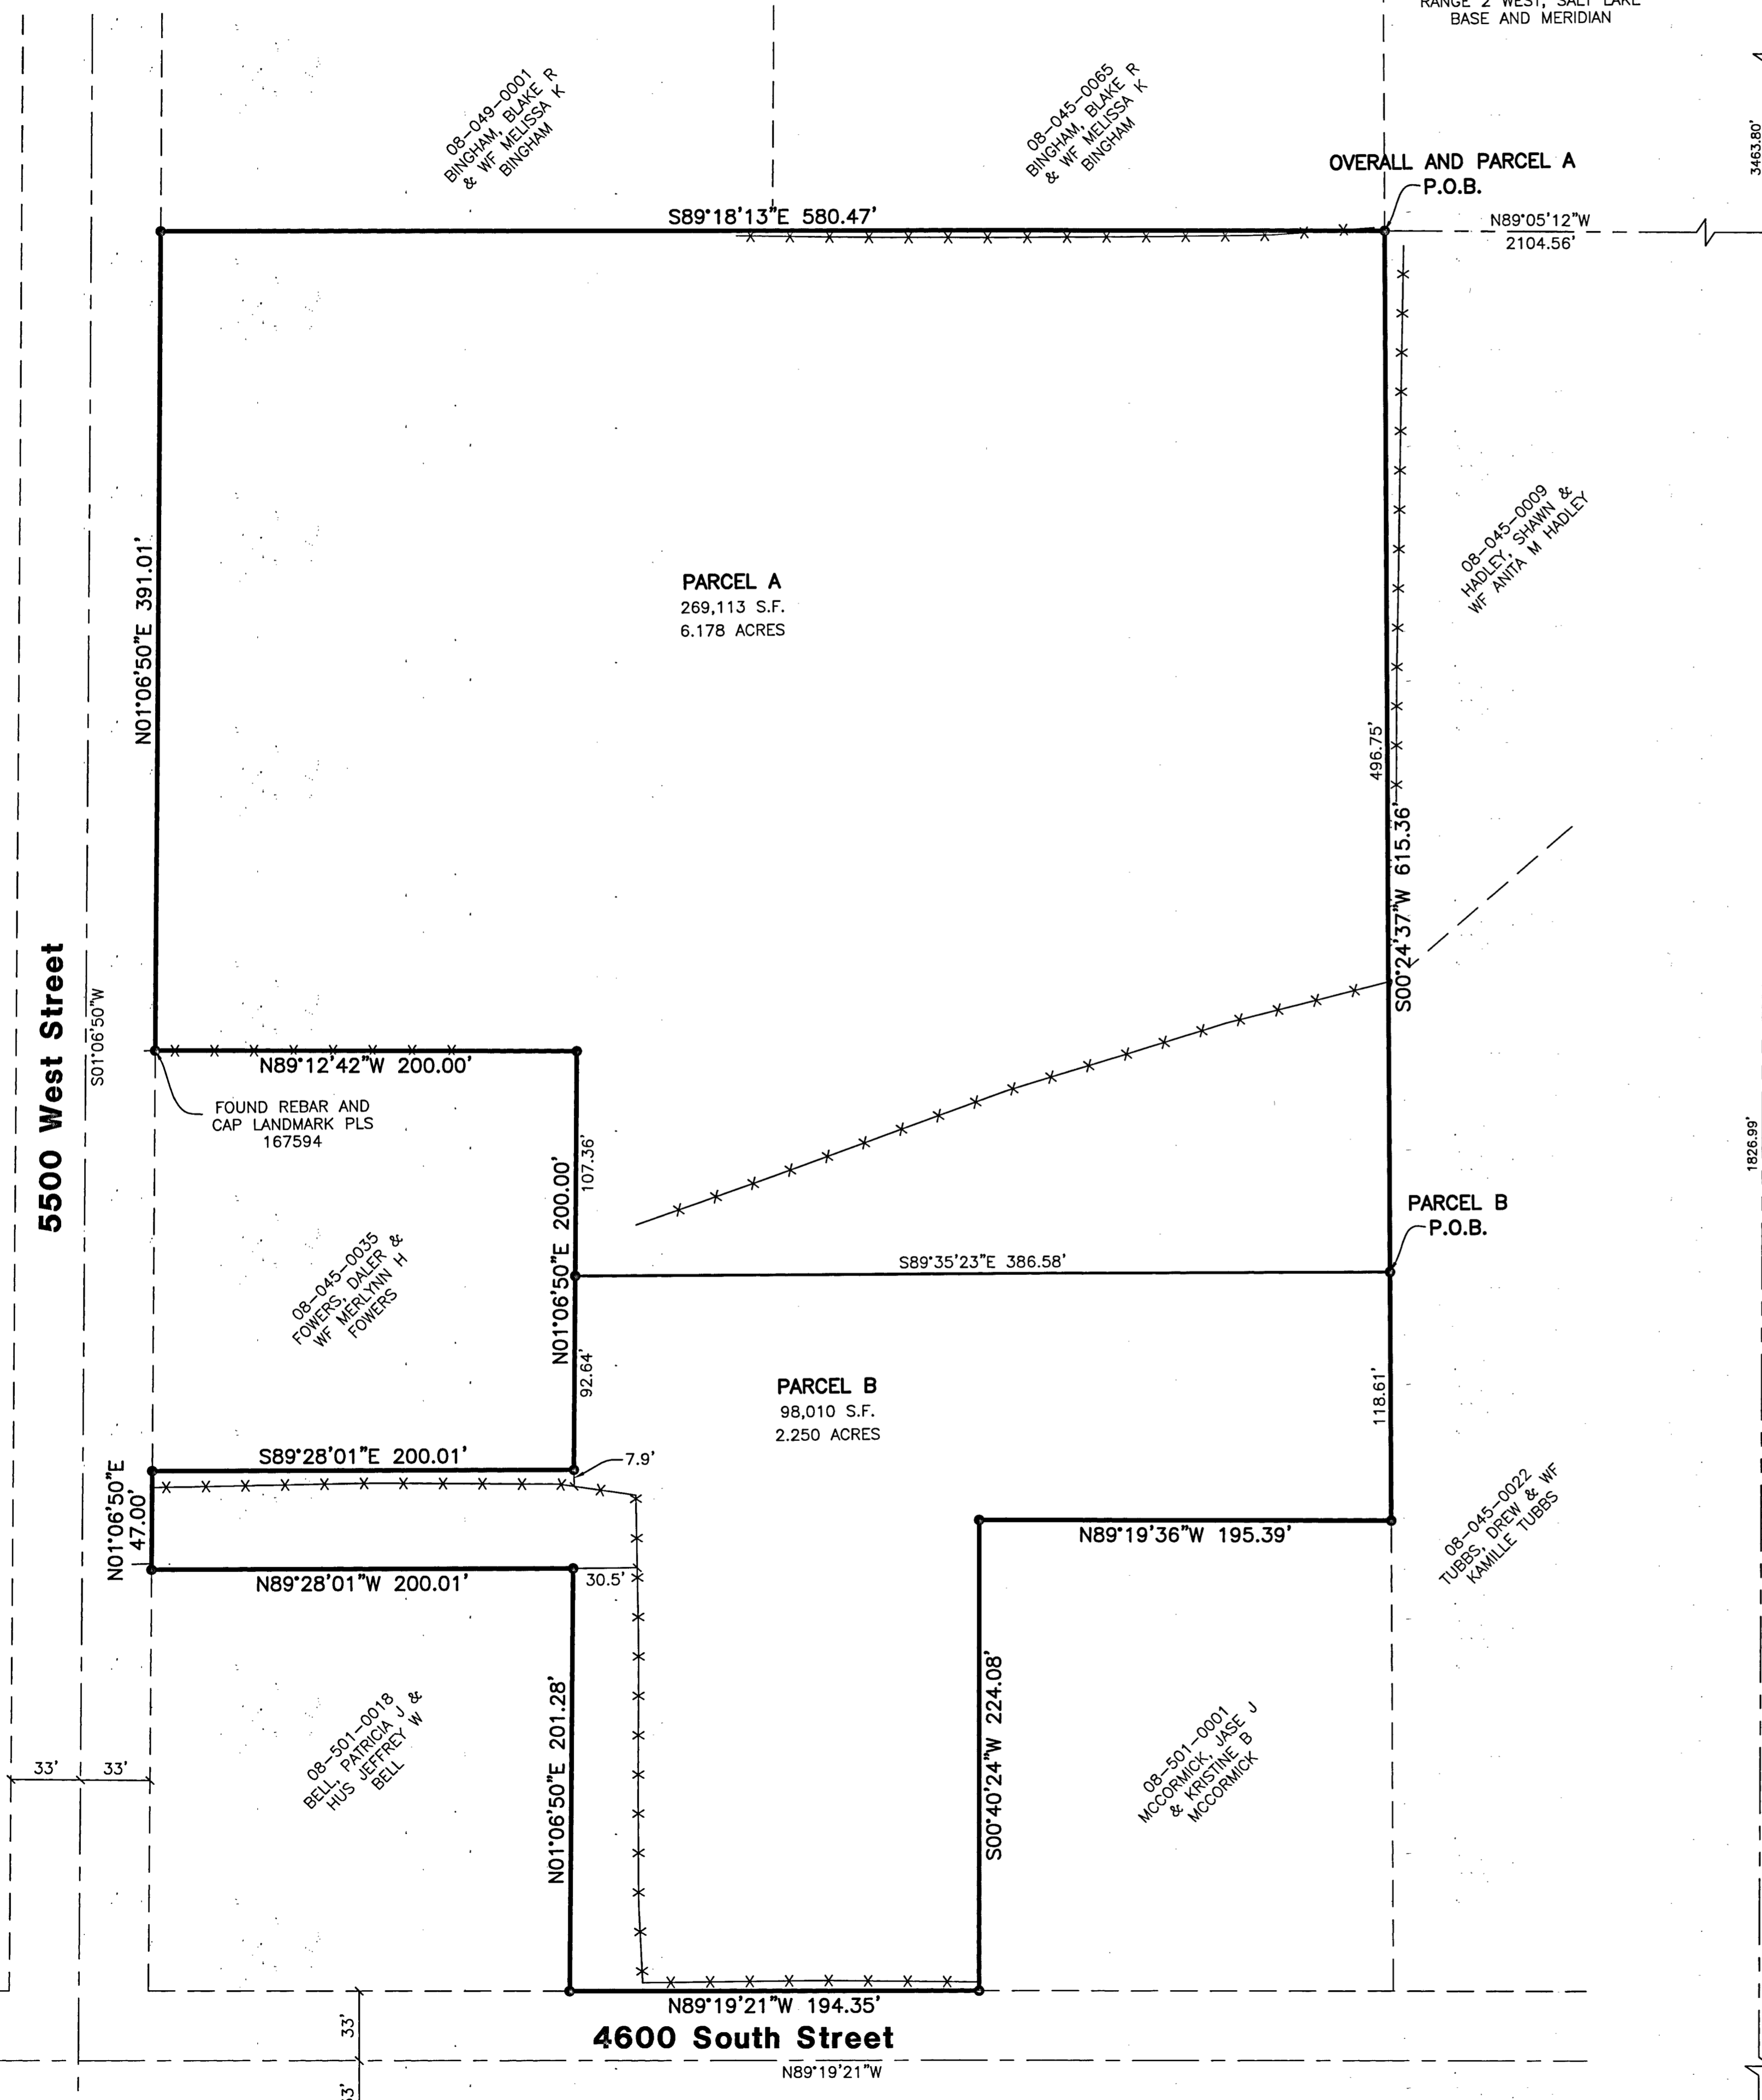 RANGE 2 WEST, SALT LAKE
BASE AND MERIDIAN
08-049-0001
BINGHAM, BLAKE R
& WF MELISSA K
BINGHAM
08-045-0065
BINGHAM, BLAKE R
& WF MELISSA K
BINGHAM
3463.80'
OVERALL AND PARCEL A
P.O.B.
S89°18'13"E 580.47'
N89°05'12"W
2104.56'
N01°06'50"E 391.01'
PARCEL A
269,113 S.F.
6.178 ACRES
08-045-0009
HADLEY, SHAWN &
WF ANITA M HADLEY
496.75'
S00°24'37"W 615.36'
5500 West Street
S01°06'50"W
N89°12'42"W 200.00'
FOUND REBAR AND
CAP LANDMARK PLS
167594
107.36'
N01°06'50"E 200.00'
92.64'
1826.99'
PARCEL B
P.O.B.
S89°35'23"E 386.58'
08-045-0035
FOWERS, DALER &
WF MERLYNN H
FOWERS
PARCEL B
98,010 S.F.
2.250 ACRES
118.61'
S89°28'01"E 200.01'
7.9'
N01°06'50"E
47.00'
N89°19'36"W 195.39'
08-045-0022
TUBBS, DREW & WF
KAMILLE TUBBS
N89°28'01"W 200.01'
30.5'
N01°06'50"E 201.28'
S00°40'24"W 224.08'
08-501-0018
BELL, PATRICIA J &
HUS JEFFREY W
BELL
08-501-0001
MCCORMICK, JASE J
& KRISTINE B
MCCORMICK
33'
33'
N89°19'21"W 194.35'
33'
4600 South Street
N89°19'21"W